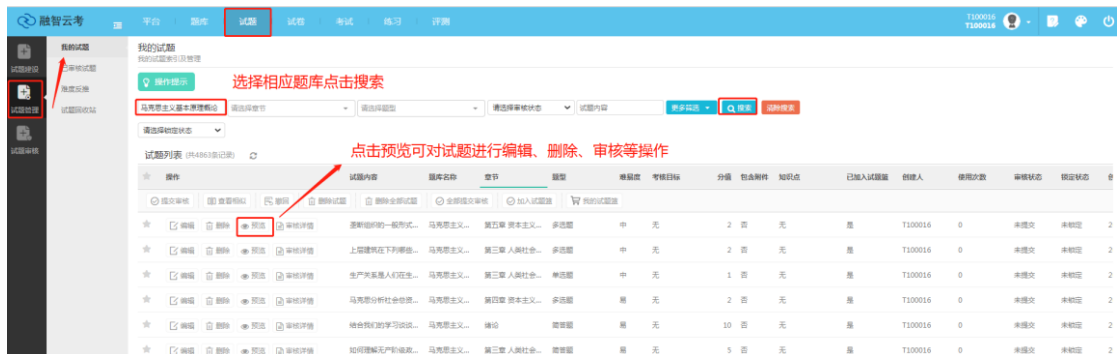 融智云考 平台 题库 试题 试卷 考试 练习 评测 T100016
T100016
试题建设
试题管理
试题审核
我的试题
已审核试题
难度反换
试题回收站
我的试题
我的试题索引及管理
操作提示 选择相应题库点击搜索
马克思主义基本原理概论 请选择章节 请选择题型 请选择审核状态 试题内容 更多筛选 搜索 清除搜索
请选择锁定状态
点击预览可对试题进行编辑、删除、审核等操作
试题列表 (共4863条记录)
操作 试题内容 题库名称 章节 题型 难易度 考核目标 分值 包含附件 知识点 已加入试题篮 创建人 使用次数 审核状态 锁定状态
提交审核 查看相似 撤回 删除试题 删除全部试题 全部提交审核 加入试题篮 我的试题篮
编辑 删除 预览 审核详情 垄断组织的一般形式... 马克思主义... 第五章 资本主义... 多选题 中 无 2 否 无 是 T100016 0 未提交 未锁定 2
编辑 删除 预览 审核详情 上层建筑在下列哪些... 马克思主义... 第三章 人类社会... 多选题 中 无 2 否 无 是 T100016 0 未提交 未锁定 2
编辑 删除 预览 审核详情 生产关系是人们在生... 马克思主义... 第三章 人类社会... 单选题 中 无 1 否 无 是 T100016 0 未提交 未锁定 2
编辑 删除 预览 审核详情 马克思分析社会总资... 马克思主义... 第四章 资本主义... 多选题 易 无 2 否 无 是 T100016 0 未提交 未锁定 2
编辑 删除 预览 审核详情 结合我们的学习谈谈... 马克思主义... 绪论 简答题 易 无 10 否 无 是 T100016 0 未提交 未锁定 2
编辑 删除 预览 审核详情 如何理解无产阶级政... 马克思主义... 第三章 人类社会... 简答题 易 无 5 否 无 是 T100016 0 未提交 未锁定 2